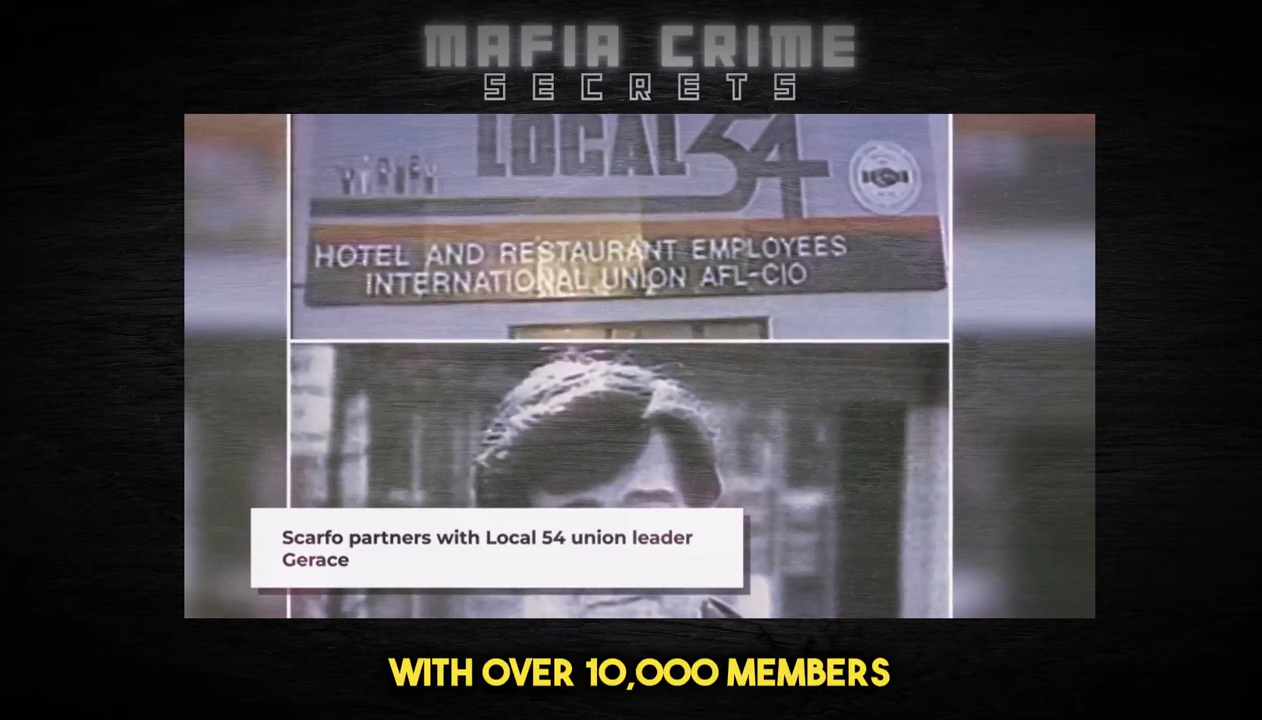 MAFIA CRIME
SECRETS
LOCAL 54
HOTEL AND RESTAURANT EMPLOYEES
INTERNATIONAL UNION AFL-CIO
Scarfo partners with Local 54 union leader
Gerace
WITH OVER 10,000 MEMBERS